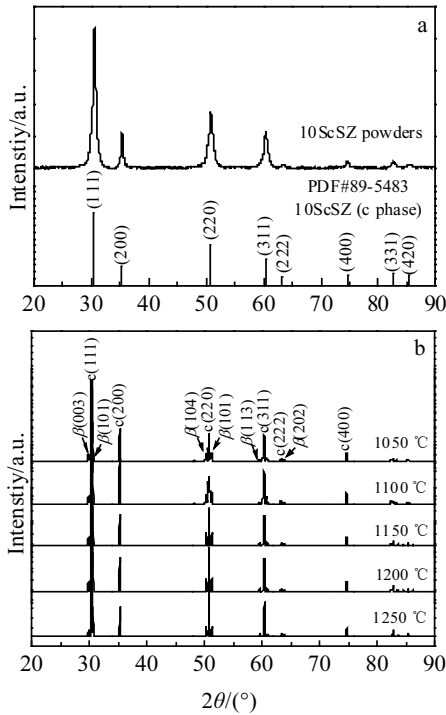 a
Intenstiy/a.u.
10ScSZ powders
PDF#89-5483
10ScSZ (c phase)
(111)
(200)
(220)
(311)
(222)
(400)
(331)
(420)
20 30 40 50 60 70 80 90
b
Intenstiy/a.u.
β(003)
c(111)
β(101)
c(200)
β(104)
c(220)
β(101)
β(113)
c(311)
c(222)
β(202)
c(400)
1050 ℃
1100 ℃
1150 ℃
1200 ℃
1250 ℃
20 30 40 50 60 70 80 90
2θ/(°)